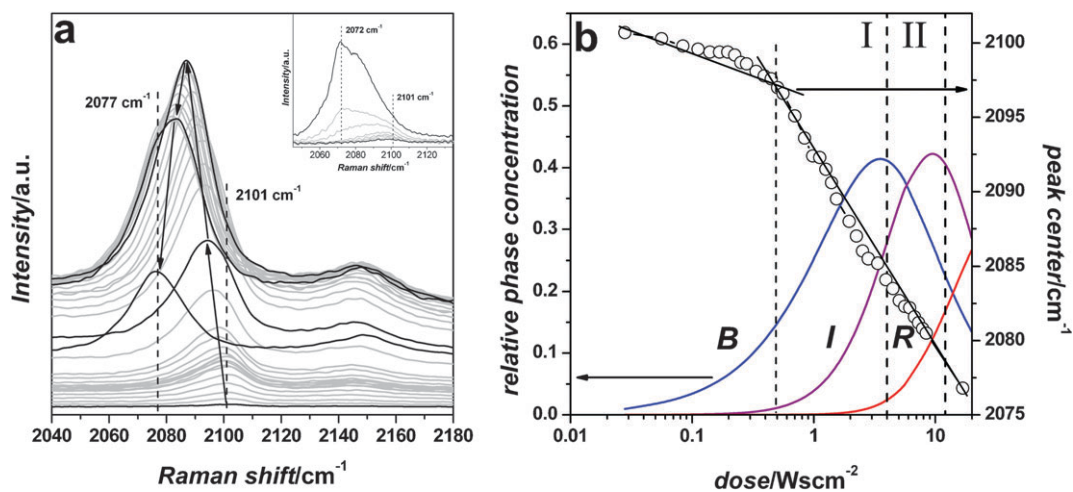 a
Intensity/a.u.
2077 cm-1
2101 cm-1
2040 2060 2080 2100 2120 2140 2160 2180
Raman shift/cm-1
Intensity/a.u.
2072 cm-1
2101 cm-1
2060 2080 2100 2120
Raman shift/cm-1
b
I II
relative phase concentration
0.6
0.5
0.4
0.3
0.2
0.1
0.0
B I R
0.01 0.1 1 10
dose/Wscm-2
2100
2095
2090
2085
2080
2075
peak center/cm-1